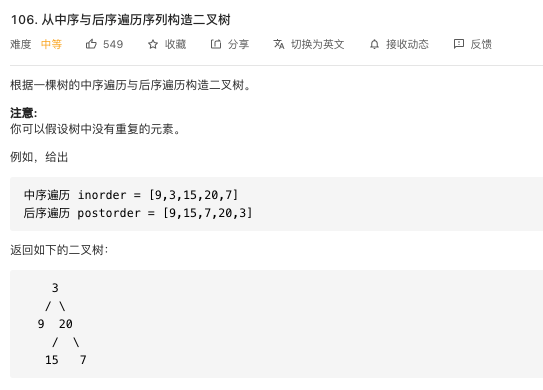 106. 从中序与后序遍历序列构造二叉树
难度 中等 549 收藏 分享 切换为英文 接收动态 反馈
根据一棵树的中序遍历与后序遍历构造二叉树。
注意:
你可以假设树中没有重复的元素。
例如，给出
中序遍历 inorder = [9,3,15,20,7]
后序遍历 postorder = [9,15,7,20,3]
返回如下的二叉树：
3
/ \
9 20
/ \
15 7